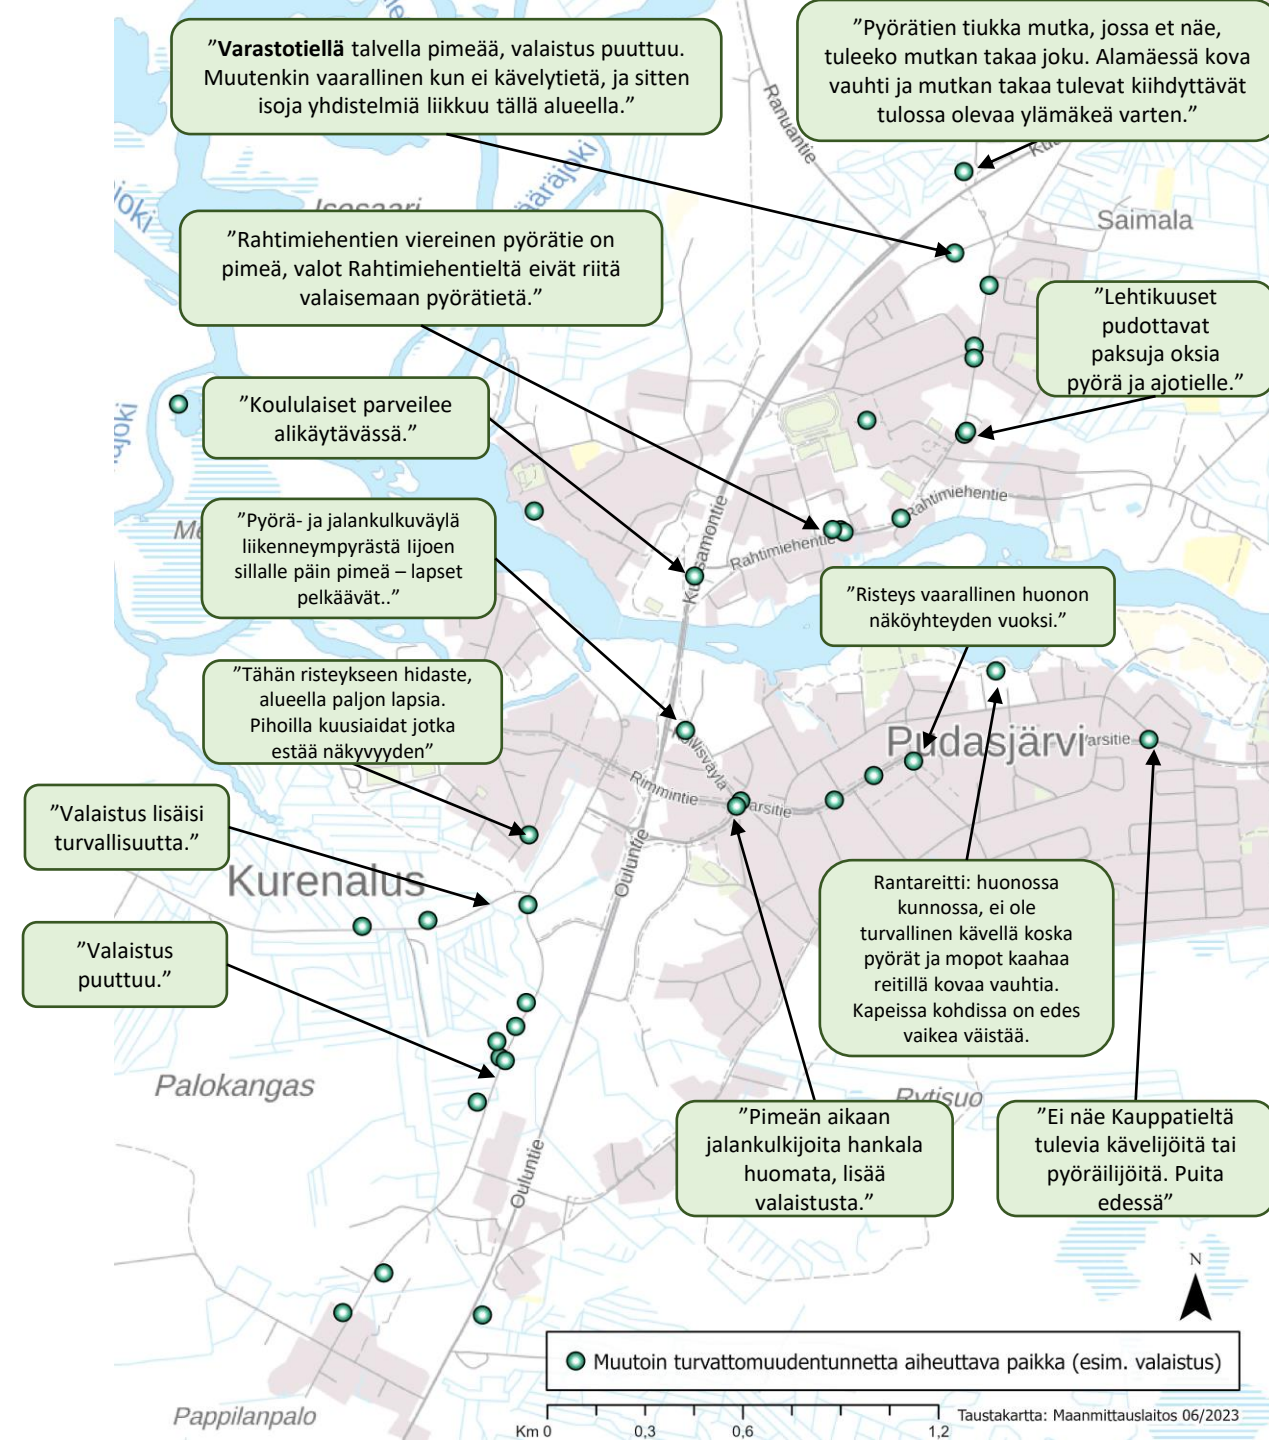 ”Varastotiellä talvella pimeää, valaistus puuttuu.
Muutenkin vaarallinen kun ei kävelytietä, ja sitten
isoja yhdistelmiä liikkuu tällä alueella.”
”Pyörätien tiukka mutka, jossa et näe,
tuleeko mutkan takaa joku. Alamäessä kova
vauhti ja mutkan takaa tulevat kiihdyttävät
tulossa olevaa ylämäkeä varten.”
Ranuantie
Saimala
”Rahtimiehentien viereinen pyörätie on
pimeä, valot Rahtimiehentieltä eivät riitä
valaisemaan pyörätietä.”
”Lehtikuuset
pudottavat
paksuja oksia
pyörä ja ajotielle.”
”Koululaiset parveilee
alikäytävässä.”
Rahtimiehentie
Rahtimiehentie
”Pyörä- ja jalankulkuväylä
liikenneympyrästä Iijoen
sillalle päin pimeä – lapset
pelkäävät..”
”Risteys vaarallinen huonon
näköyhteyden vuoksi.”
”Tähän risteykseen hidaste,
alueella paljon lapsia.
Pihoilla kuusiaidat jotka
estää näkyvyyden”
Pudasjärvi
Rimmintie
”Valaistus lisäisi
turvallisuutta.”
Ouluntie
Kurenalus
Rantareitti: huonossa
kunnossa, ei ole
turvallinen kävellä koska
pyörät ja mopot kaahaa
reitillä kovaa vauhtia.
Kapeissa kohdissa on edes
vaikea väistää.
”Valaistus
puuttuu.”
Palokangas
Rytisuo
”Pimeän aikaan
jalankulkijoita hankala
huomata, lisää
valaistusta.”
”Ei näe Kauppatieltä
tulevia kävelijöitä tai
pyöräilijöitä. Puita
edessä”
Ouluntie
N
Muutoin turvattomuudentunnetta aiheuttava paikka (esim. valaistus)
Pappilanpalo
Taustakartta: Maanmittauslaitos 06/2023
Km 0 0,3 0,6 1,2